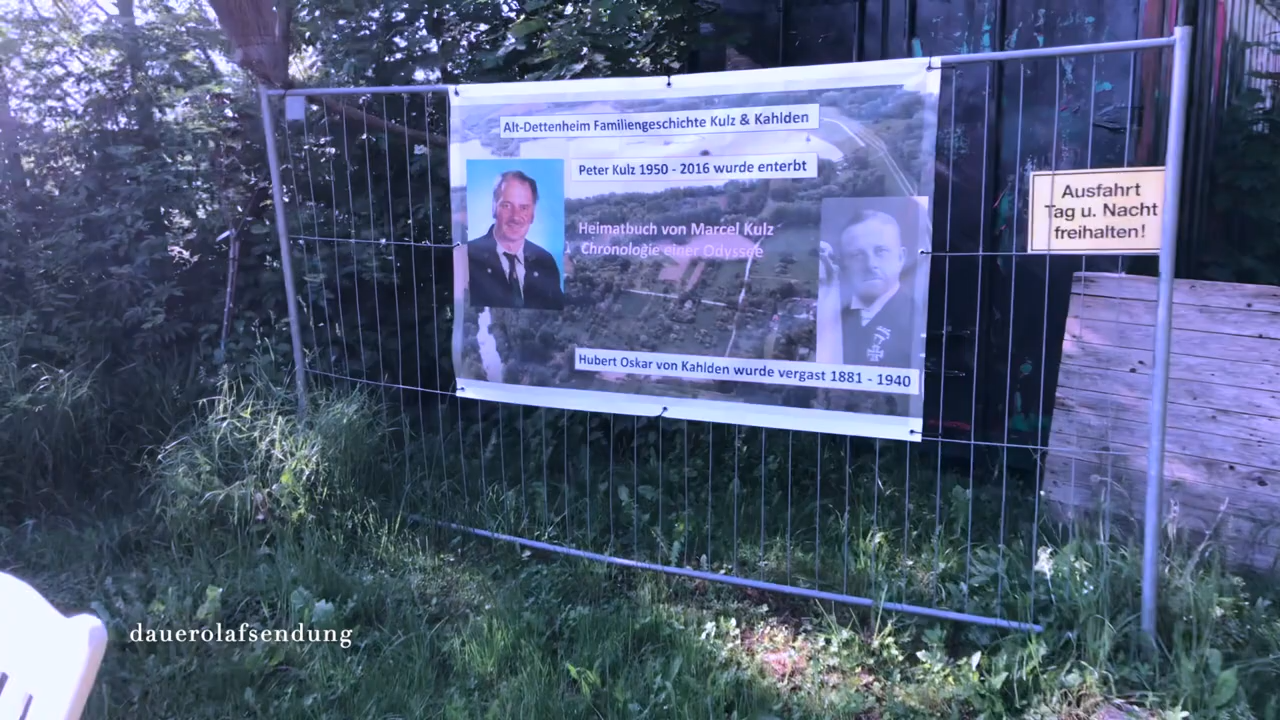 Alt-Dettenheim Familiengeschichte Kulz & Kahlden
Peter Kulz 1950 - 2016 wurde enterbt
Heimatbuch von Marcel Kulz
Chronologie einer Odyssee
Hubert Oskar von Kahlden wurde vergast 1881 - 1940
Ausfahrt
Tag u. Nacht
freihalten!
dauerolafsendung